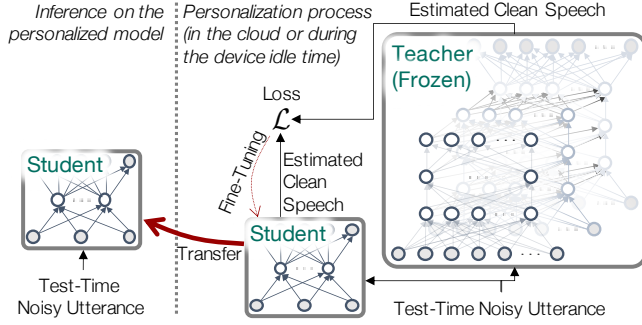 Inference on the
personalized model
Personalization process
(in the cloud or during
the device idle time)
Estimated Clean Speech
Teacher
(Frozen)
Loss
ℒ
Fine-Tuning
Estimated
Clean
Speech
Student
Transfer
Student
Test-Time
Noisy Utterance
Test-Time Noisy Utterance